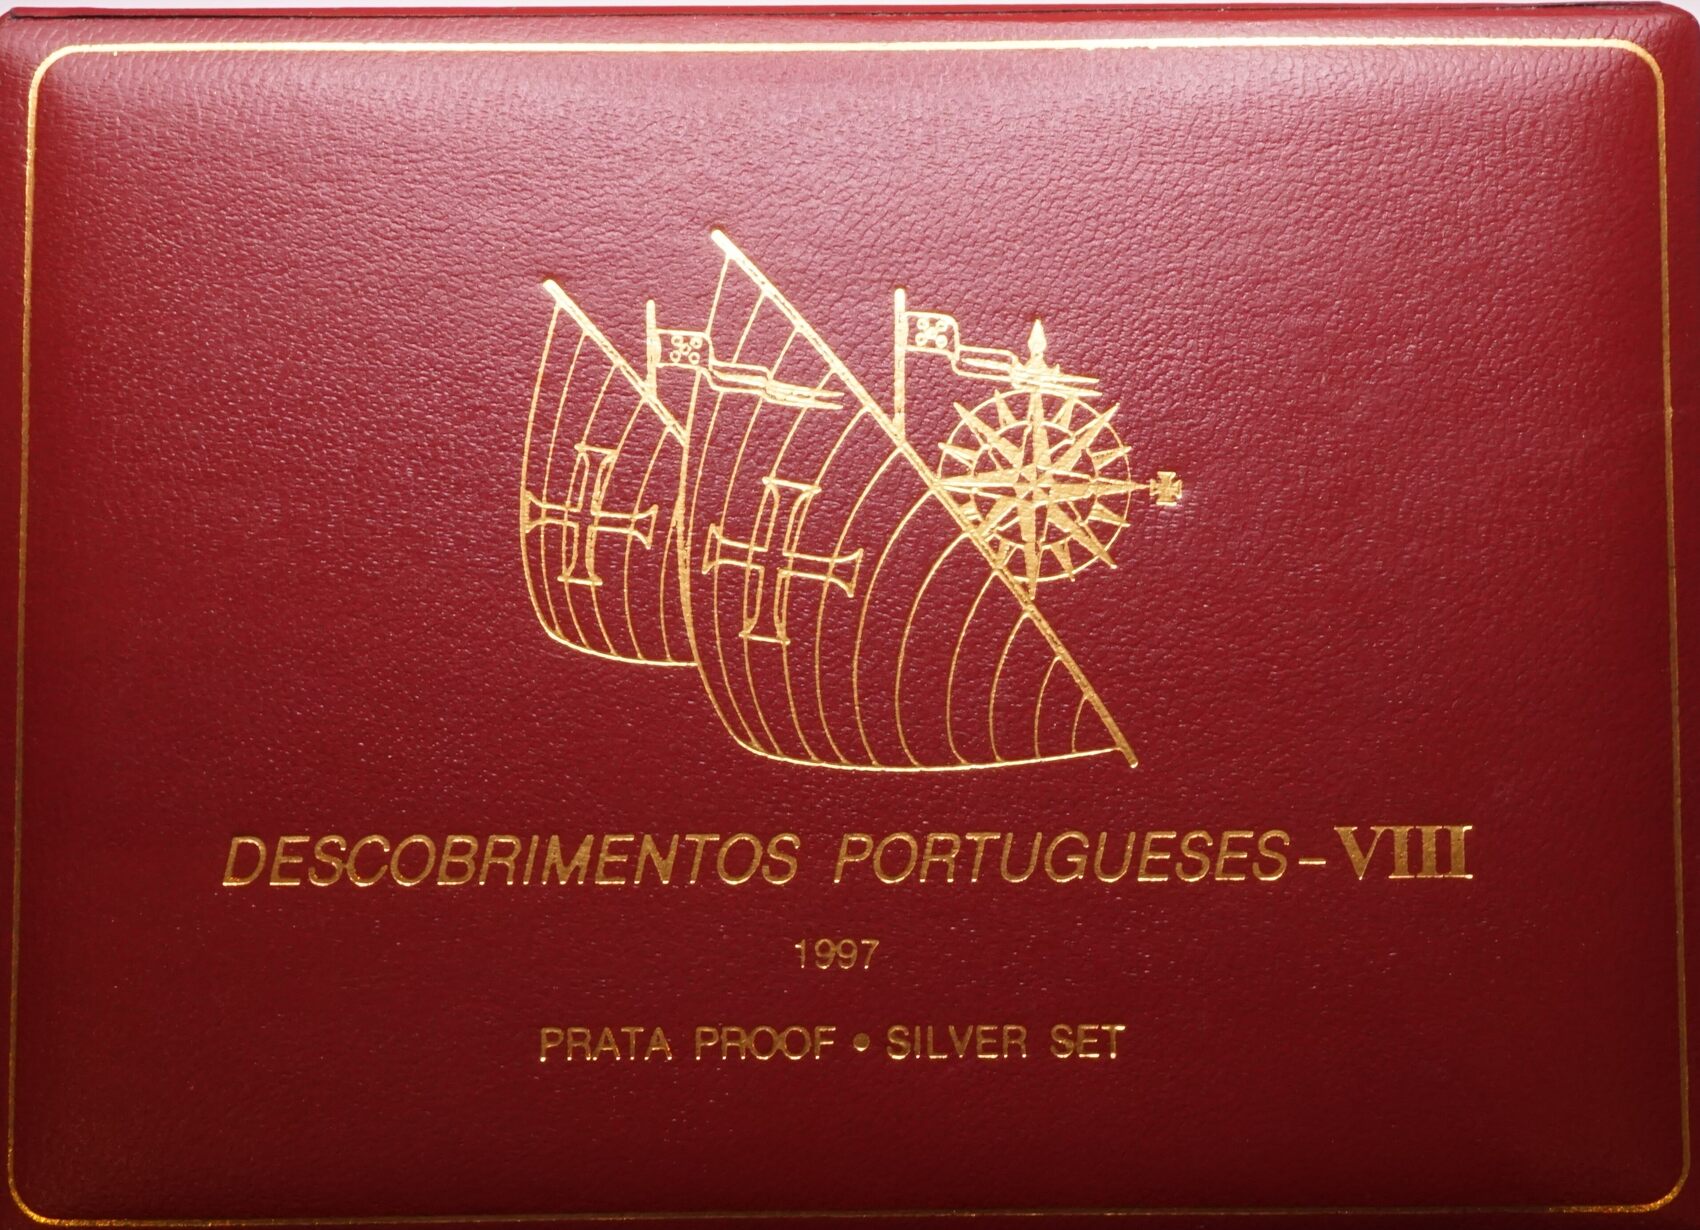 DESCOBRIMENTOS PORTUGUESES–VIII
1997
PRATA PROOF • SILVER SET